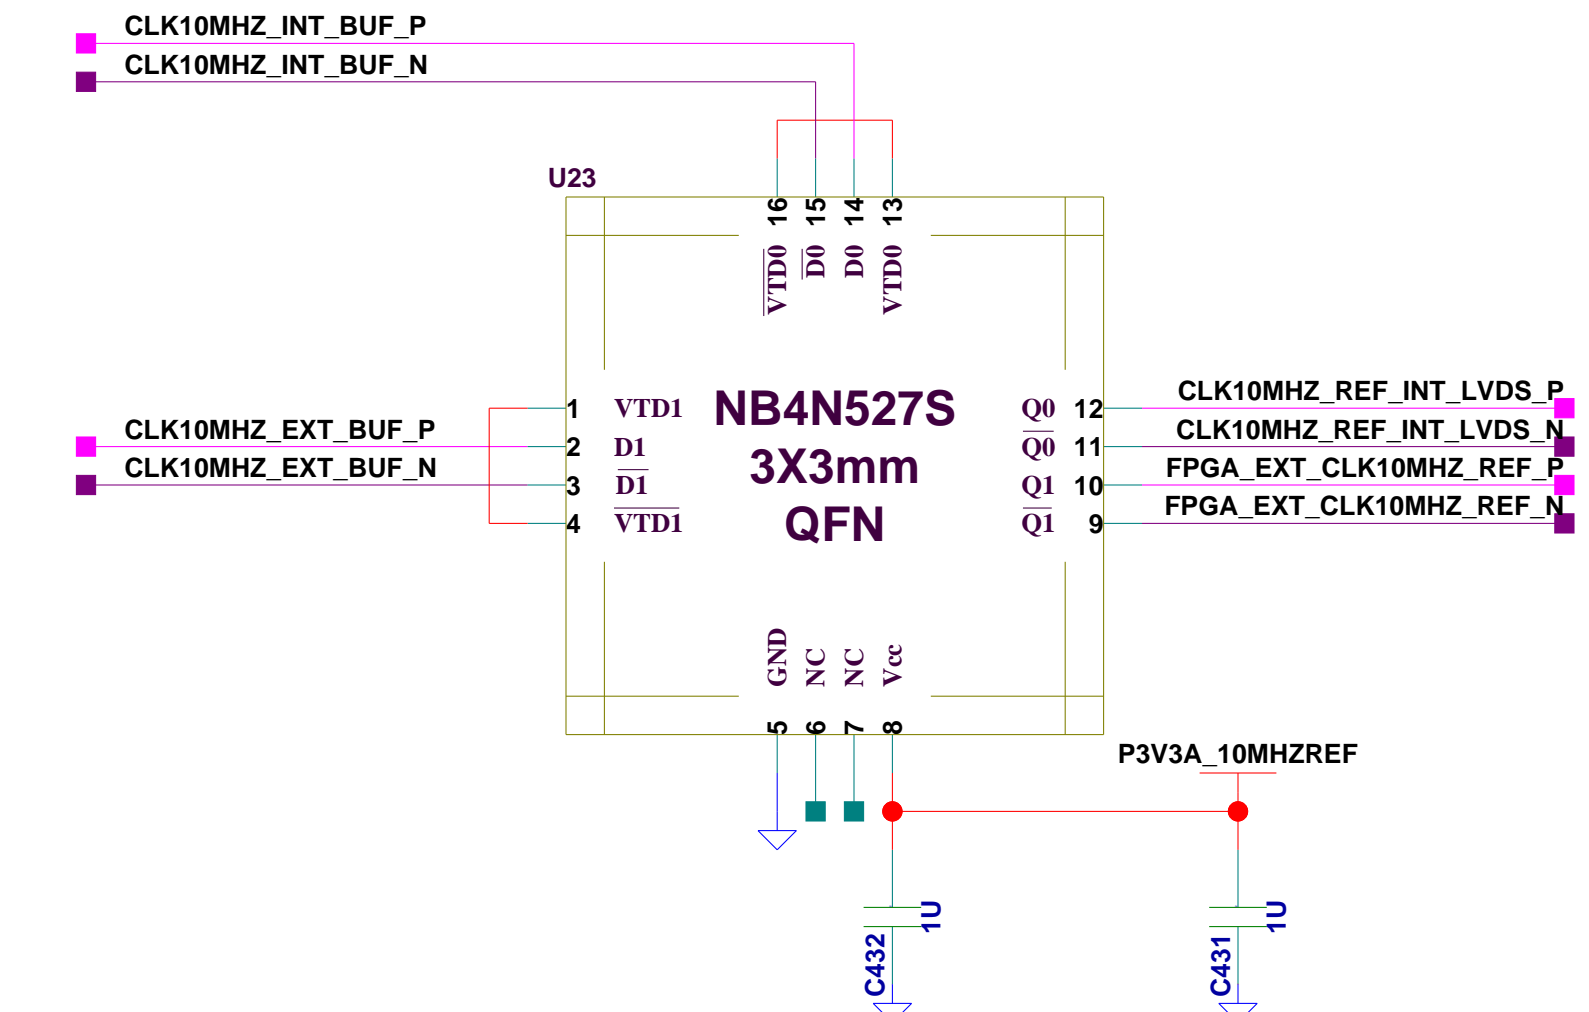 CLK10MHZ_INT_BUF_P
CLK10MHZ_INT_BUF_N
U23
16 15 14 13
VTD0 D0 D0 VTD0
1 VTD1
CLK10MHZ_EXT_BUF_P 2 D1
CLK10MHZ_EXT_BUF_N 3 D1
4 VTD1
NB4N527S
3X3mm
QFN
Q0 12 CLK10MHZ_REF_INT_LVDS_P
Q0 11 CLK10MHZ_REF_INT_LVDS_N
Q1 10 FPGA_EXT_CLK10MHZ_REF_P
Q1 9 FPGA_EXT_CLK10MHZ_REF_N
GND NC NC Vcc
5 6 7 8
P3V3A_10MHZREF
C432 1U
C431 1U